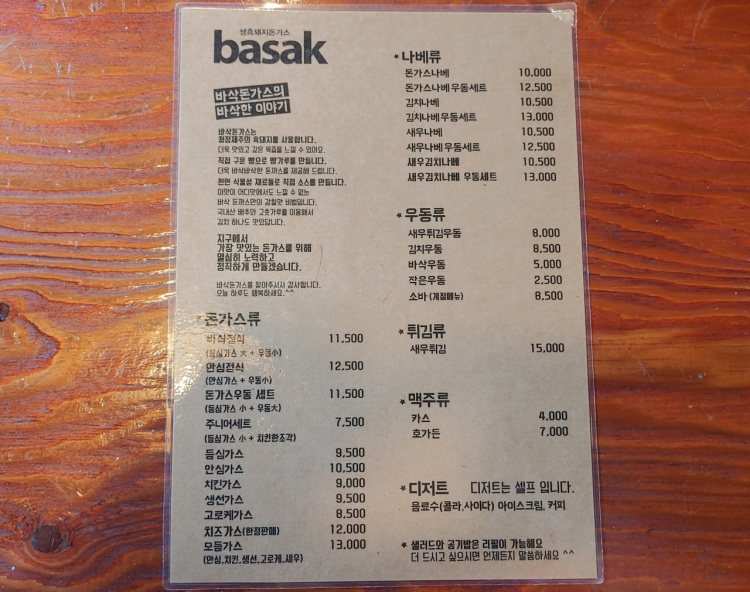 생흑돼지돈가스
basak
바삭돈가스의
바삭한 이야기
바삭돈가스는
청정제주의 육돼지를 사용합니다.
더욱 맛있고 깊은 육즙을 느낄 수 있어요.
직접 구운 빵으로 빵가루를 만듭니다.
더욱 바삭바삭한 돈까스를 제공해 드립니다.
천연 식물성 재료들로 직접 소스를 만듭니다.
이맛이 어디맛에서도 느낄 수 없는
바삭 돈까스만의 감칠맛 비법입니다.
국내산 배추와 고춧가루를 이용해서
김치 하나도 맛있답니다.
지구에서
가장 맛있는 돈가스를 위해
열심히 노력하고
정직하게 만들겠습니다.
바삭돈가스를 찾아주셔서 감사합니다.
오늘 하루도 행복하세요.^^
* 돈가스류
바삭정식 11,500
(등심가스 大 + 우동小)
안심정식 12,500
(안심가스 + 우동小)
돈가스우동 세트 11,500
(등심가스 小 + 우동大)
주니어세트 7,500
(등심가스 小 + 치킨한조각)
등심가스 9,500
안심가스 10,500
치킨가스 9,000
생선가스 9,500
고로케가스 8,500
치즈가스(한정판매) 12,000
모듬가스 13,000
(안심,치킨,생선,고로케,새우)
* 나베류
돈가스나베 10,000
돈가스나베 우동세트 12,500
김치나베 10,500
김치나베 우동세트 13,000
새우나베 10,500
새우나베 우동세트 12,500
새우김치나베 10,500
새우김치나베 우동세트 13,000
* 우동류
새우튀김우동 8,000
김치우동 8,500
바삭우동 5,000
작은우동 2,500
소바 (계절메뉴) 8,500
* 튀김류
새우튀김 15,000
* 맥주류
카스 4,000
호가든 7,000
* 디저트 디저트는 셀프 입니다.
음료수(콜라,사이다) 아이스크림, 커피
* 샐러드와 공기밥은 리필이 가능해요
더 드시고 싶으시면 언제든지 말씀하세요 ^^